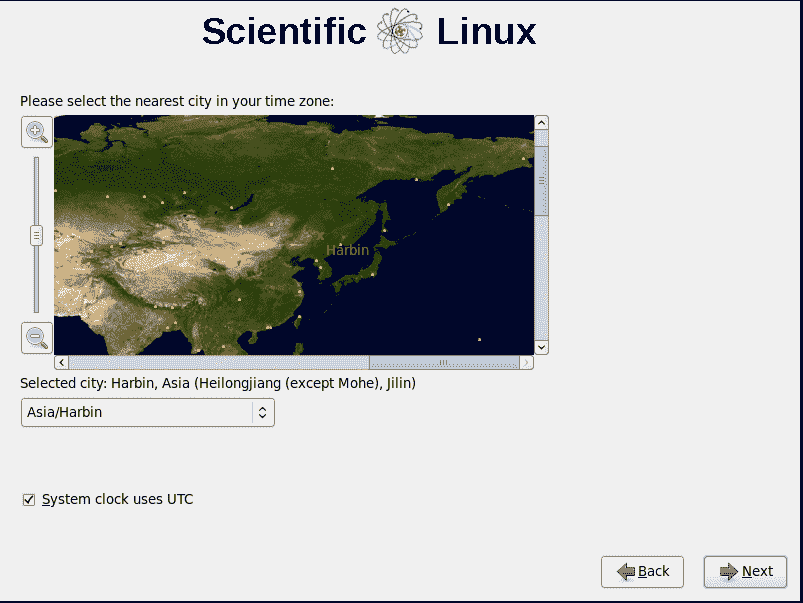 Scientific Linux
Please select the nearest city in your time zone:
Harbin
Selected city: Harbin, Asia (Heilongjiang (except Mohe), Jilin)
Asia/Harbin
System clock uses UTC
Back
Next